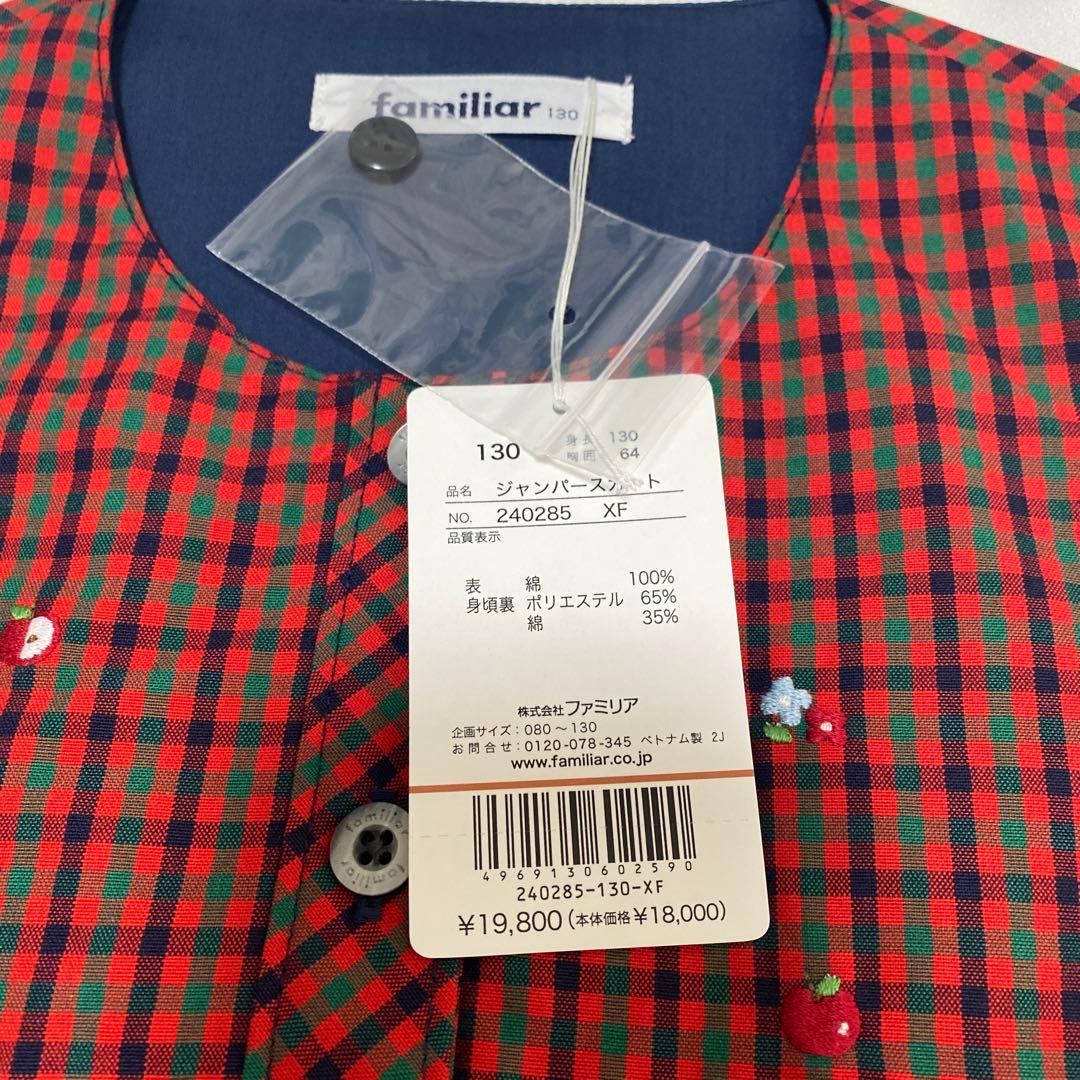 familiar 130
130
身長 130
胸囲 64
品名 ジャンパースカート
NO. 240285 XF
品質表示
表 綿 100%
身頃裏 ポリエステル 65%
綿 35%
株式会社ファミリア
企画サイズ：080～130
お問合せ：0120-078-345 ベトナム製 2J
www.familiar.co.jp
4969130602590
240285-130-XF
¥19,800(本体価格¥18,000)
familiar
familiar